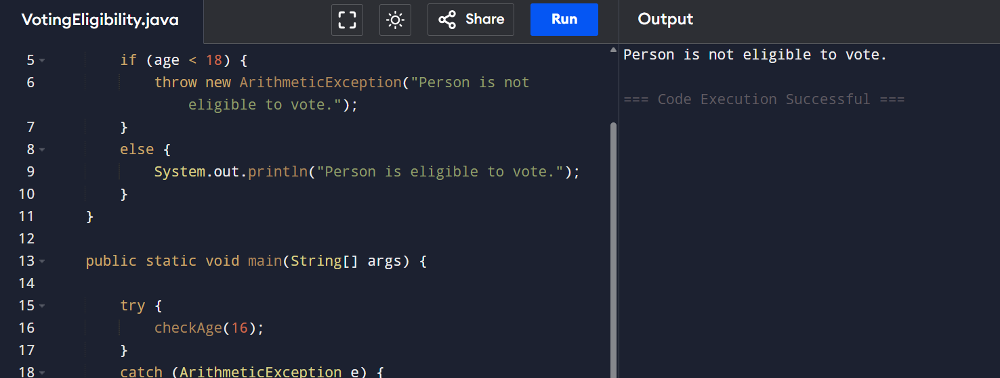 VotingEligibility.java
Share
Run
Output
5 if (age < 18) {
6 throw new ArithmeticException("Person is not
eligible to vote.");
7 }
8 else {
9 System.out.println("Person is eligible to vote.");
10 }
11 }
12
13 public static void main(String[] args) {
14
15 try {
16 checkAge(16);
17 }
18 catch (ArithmeticException e) {
Person is not eligible to vote.
=== Code Execution Successful ===